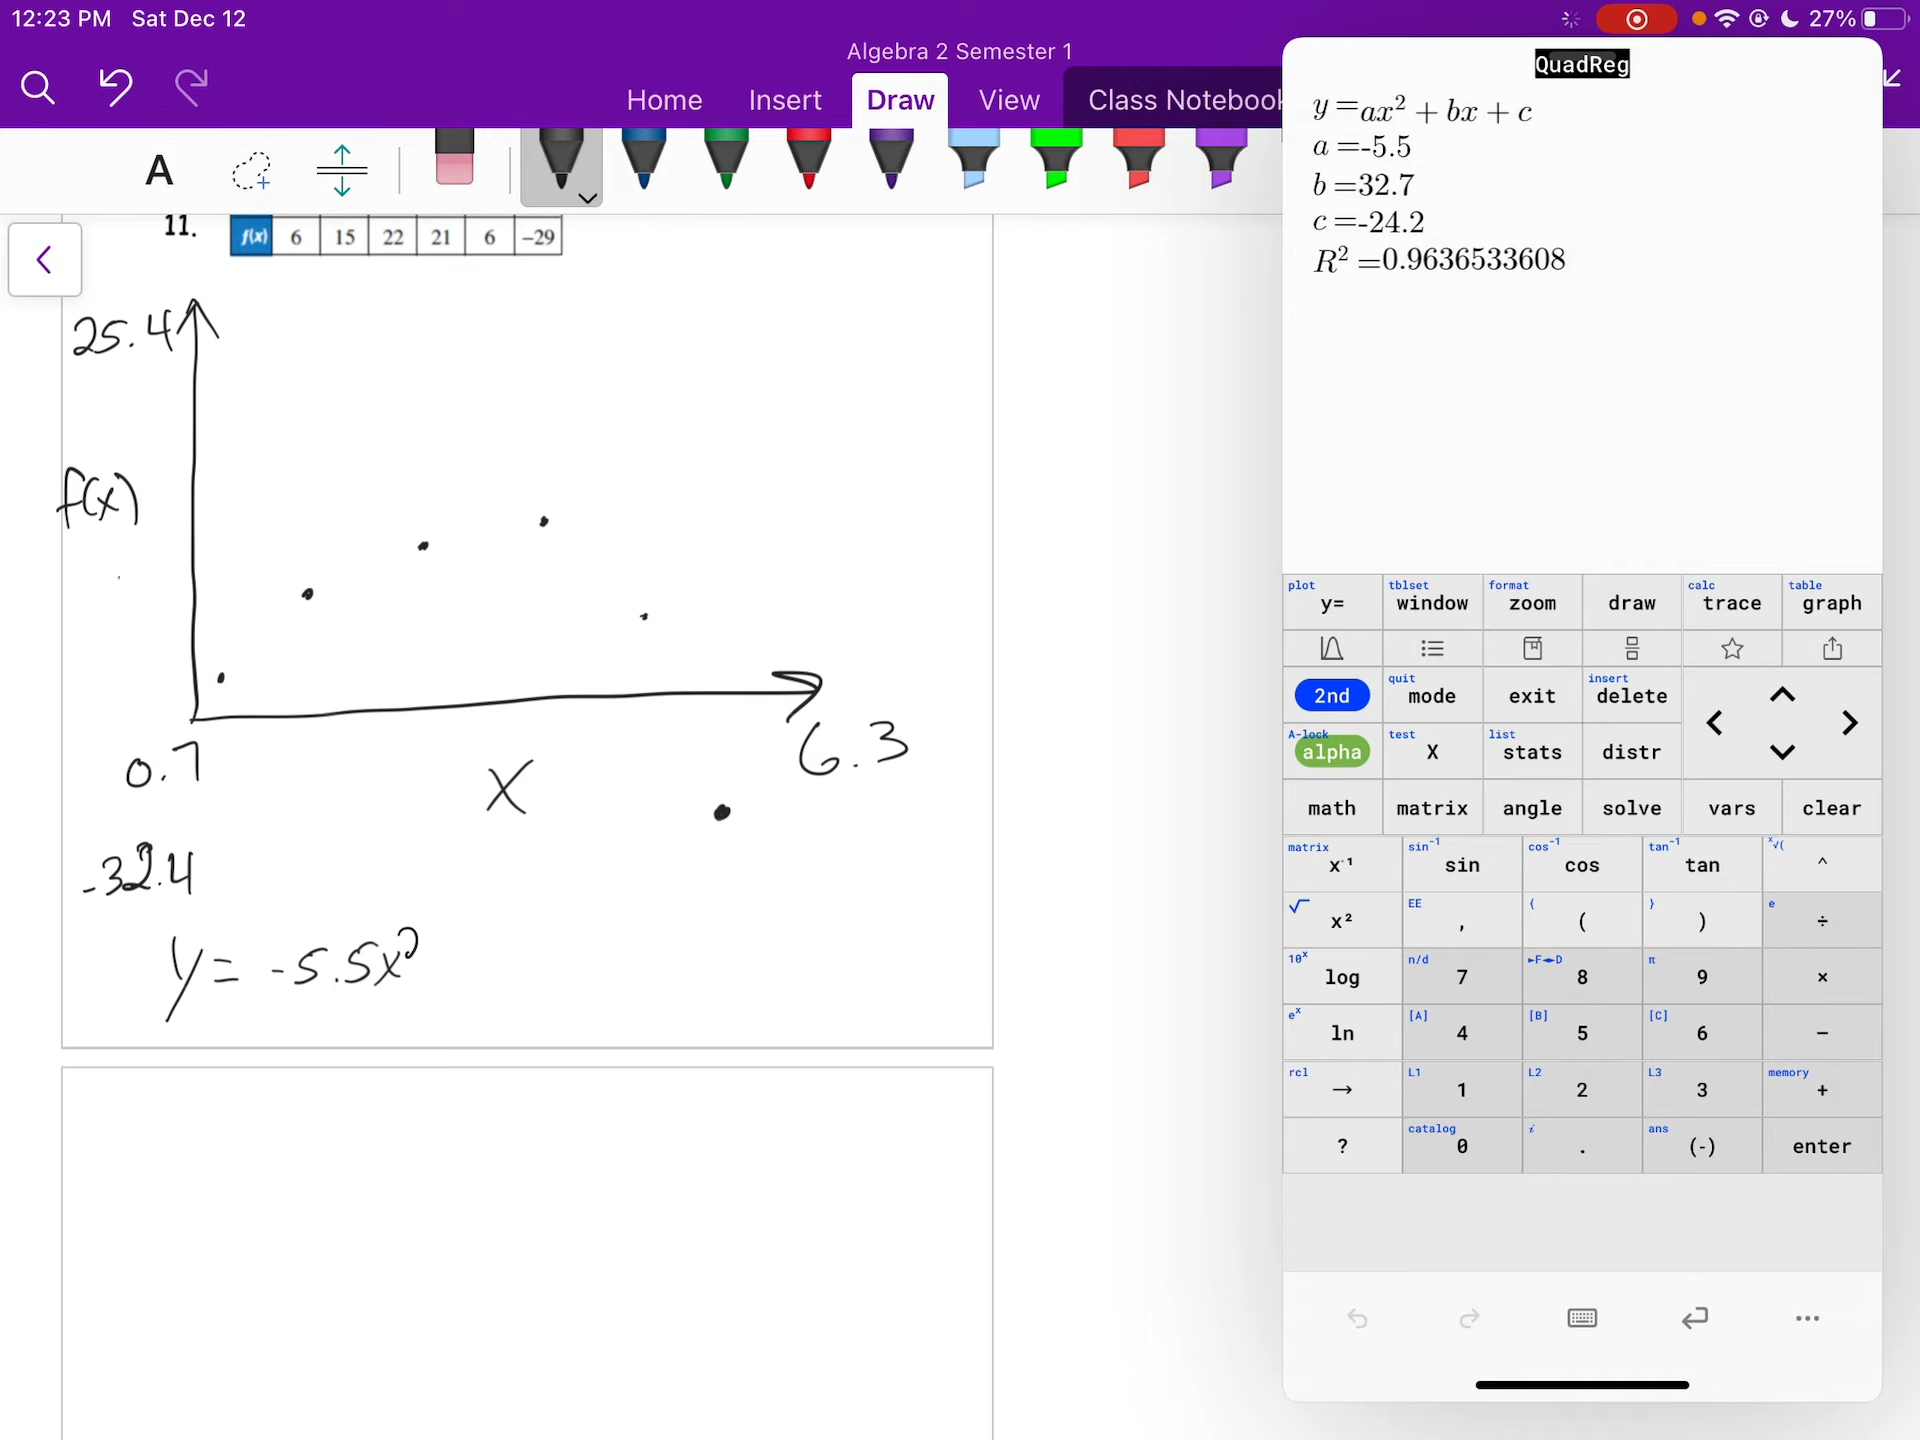 12:23 PM Sat Dec 12
27%
Algebra 2 Semester 1
Home Insert Draw View Class Notebook
A
11. f(x) 6 15 22 21 6 -29
25.4
f(x)
0.7
6.3
X
-32.4
y = -5.5x²
QuadReg
y =ax² + bx + c
a =-5.5
b =32.7
c =-24.2
R² =0.9636533608
plot tblset format calc table
y= window zoom draw trace graph
quit insert
2nd mode exit delete
A-lock test list
alpha X stats distr
math matrix angle solve vars clear
matrix sin⁻¹ cos⁻¹ tan⁻¹ ˣ√(
x⁻¹ sin cos tan ^
√ EE { } e
x² , ( ) ÷
10ˣ n/d ►F◄►D π
log 7 8 9 ×
eˣ [A] [B] [C]
ln 4 5 6 −
rcl L1 L2 L3 memory
→ 1 2 3 +
catalog i ans
? 0 . (-) enter